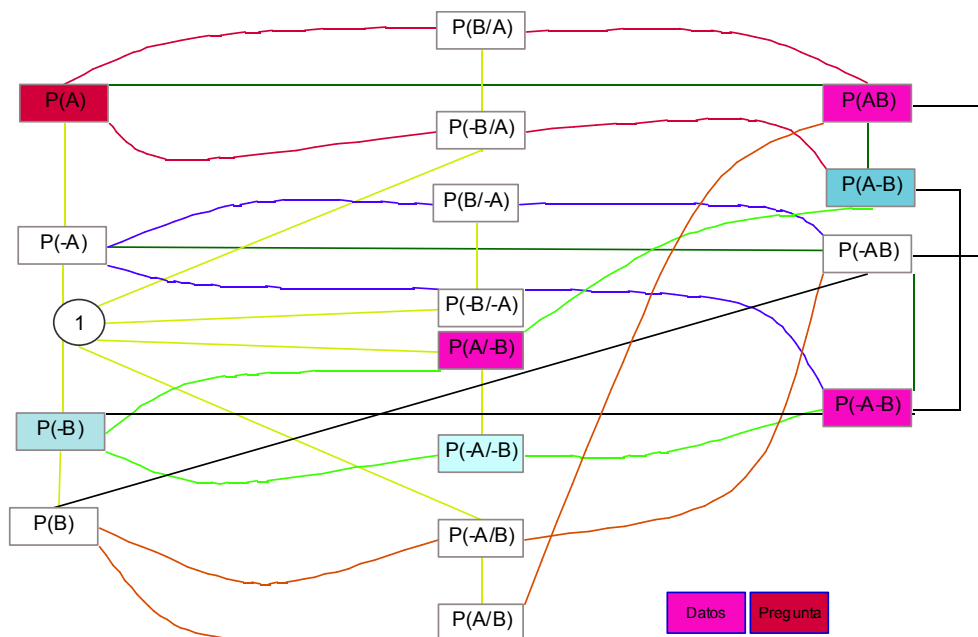 P(B/A)
P(A)
P(AB)
P(-B/A)
P(A-B)
P(B/-A)
P(-A)
P(-AB)
P(-B/-A)
1
P(A/-B)
P(-A-B)
P(-B)
P(-A/-B)
P(B)
P(-A/B)
P(A/B)
Datos
Pregunta